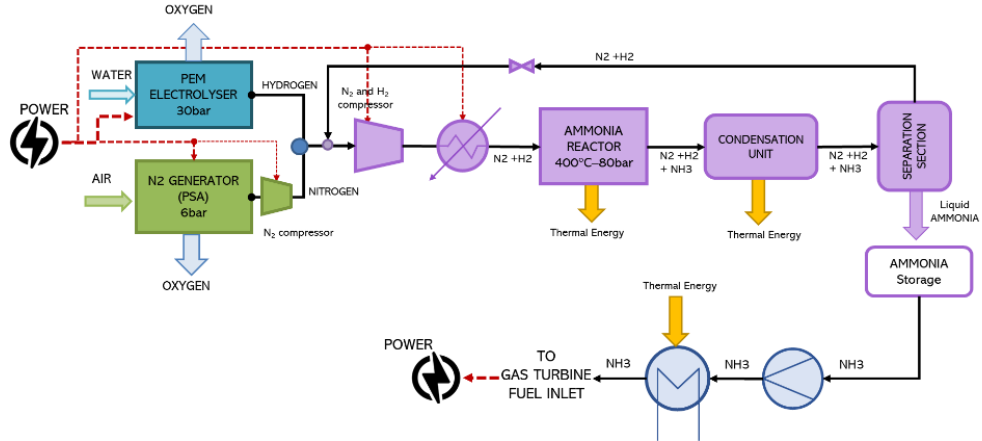 OXYGEN
WATER
PEM
ELECTROLYSER
30bar
HYDROGEN
POWER
AIR
N2 GENERATOR
(PSA)
6bar
NITROGEN
N₂ compressor
OXYGEN
N₂ and H₂
compressor
N2 +H2
N2 +H2
AMMONIA
REACTOR
400°C–80bar
Thermal Energy
N2 +H2
+ NH3
CONDENSATION
UNIT
Thermal Energy
N2 +H2
+ NH3
SEPARATION
SECTION
Liquid
AMMONIA
AMMONIA
Storage
Thermal Energy
NH3
NH3
NH3
TO
GAS TURBINE
FUEL INLET
POWER